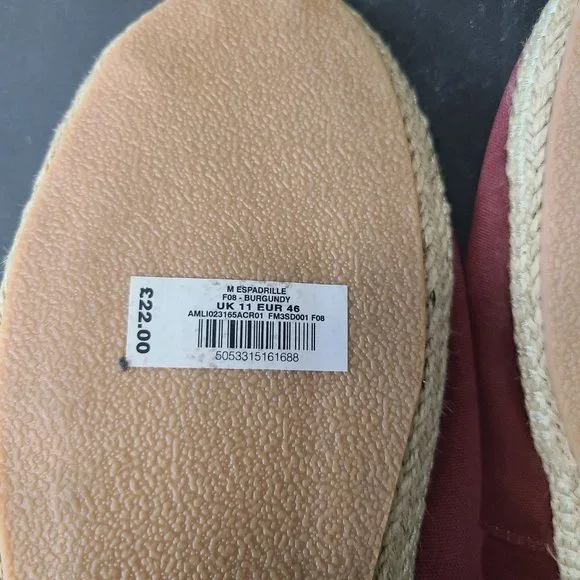 M ESPADRILLE
F08 - BURGUNDY
UK 11 EUR 46
AMLI023165ACR01 FM3SD001 F08
5053315161688
£22.00